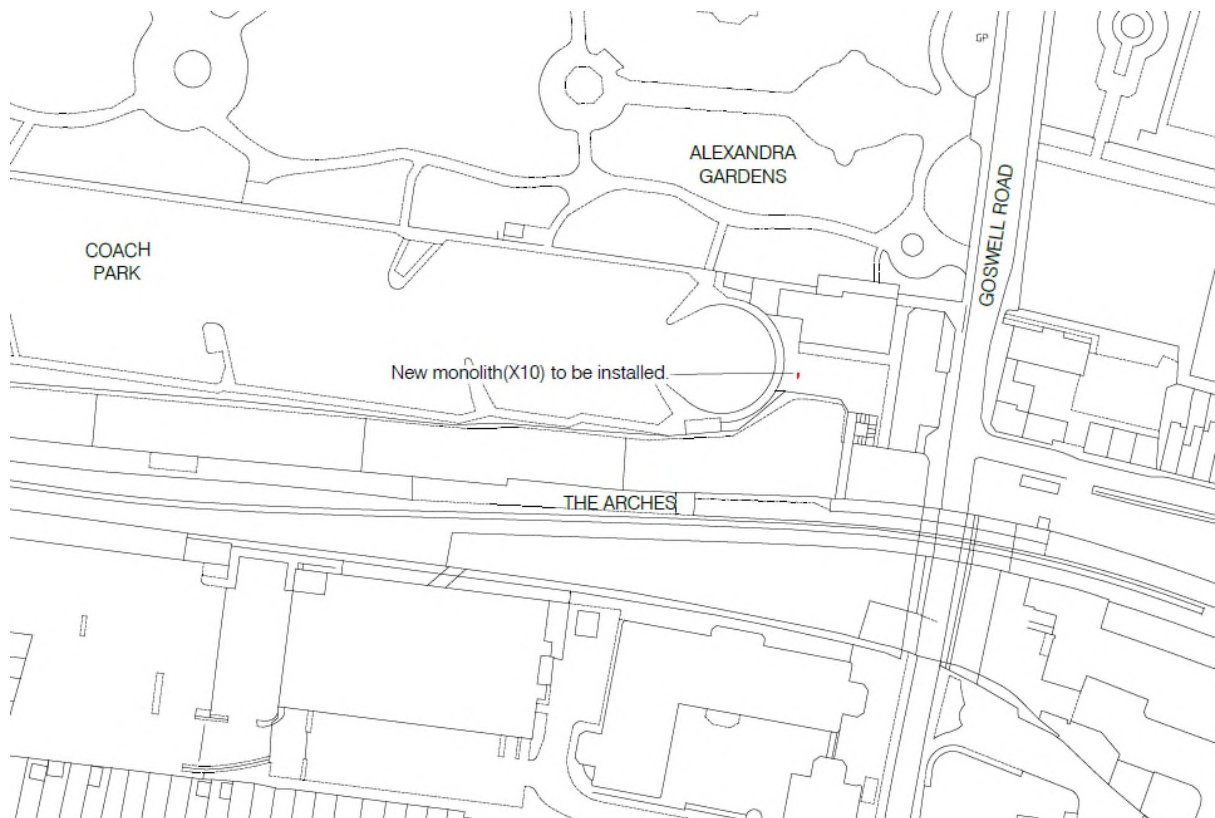 GP
ALEXANDRA
GARDENS
GOSWELL ROAD
COACH
PARK
New monolith(X10) to be installed.
THE ARCHES